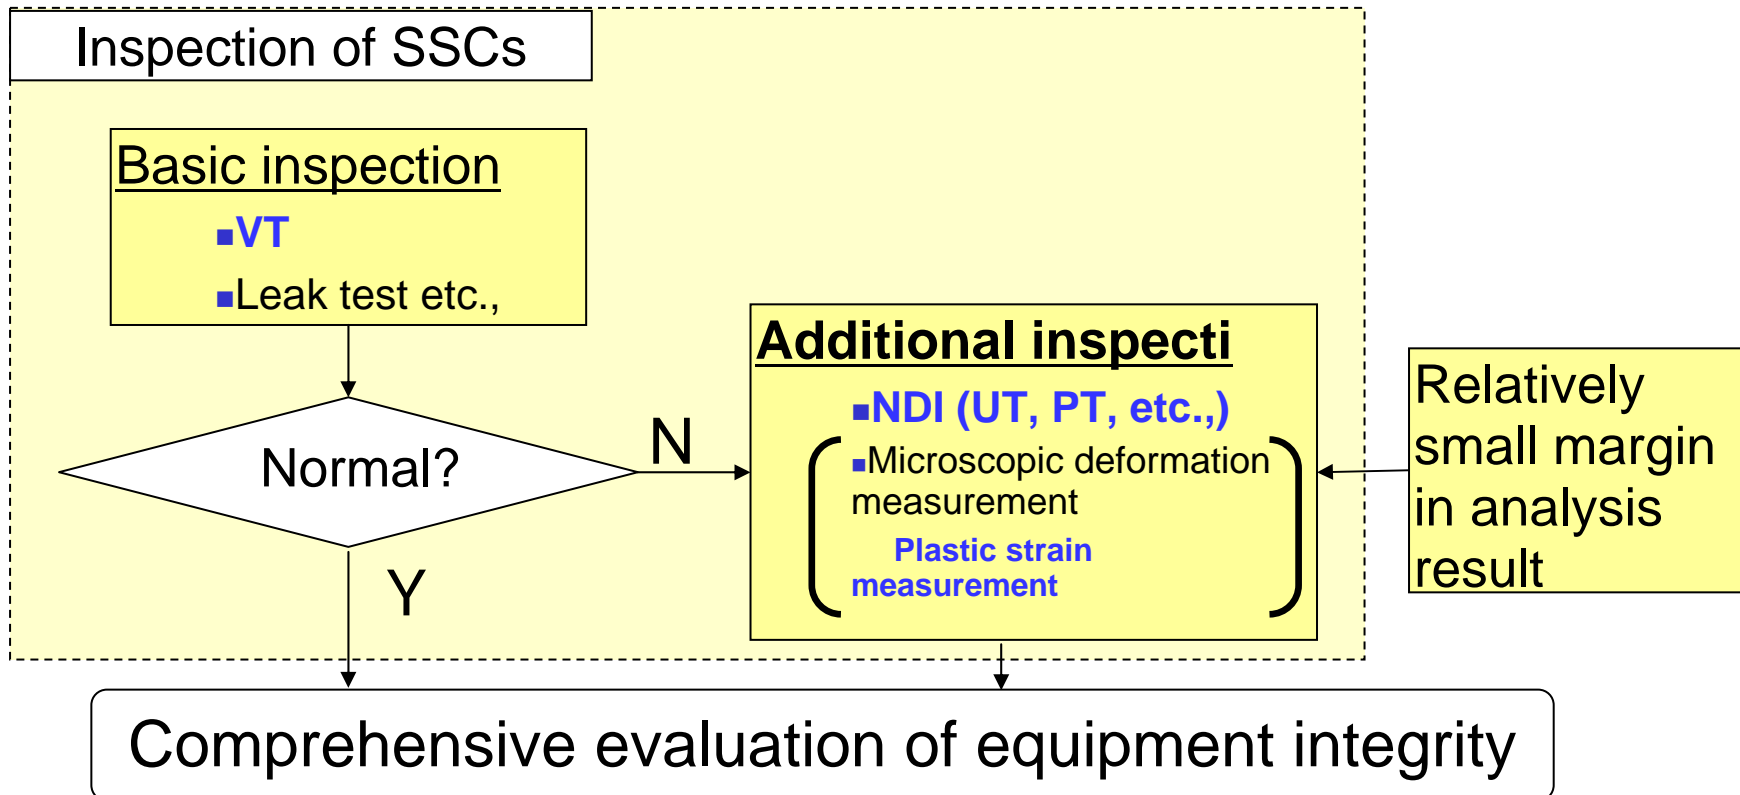 Inspection of SSCs
Basic inspection
■VT
■Leak test etc.,
Normal?
N
Y
Additional inspecti
■NDI (UT, PT, etc.,)
■Microscopic deformation
measurement
Plastic strain
measurement
Relatively
small margin
in analysis
result
Comprehensive evaluation of equipment integrity